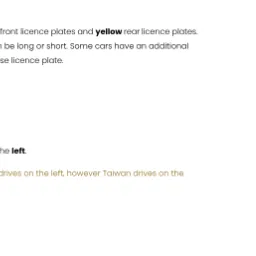 front licence plates and yellow rear licence plates.
be long or short. Some cars have an additional
se licence plate.
he left.
drives on the left, however Taiwan drives on the